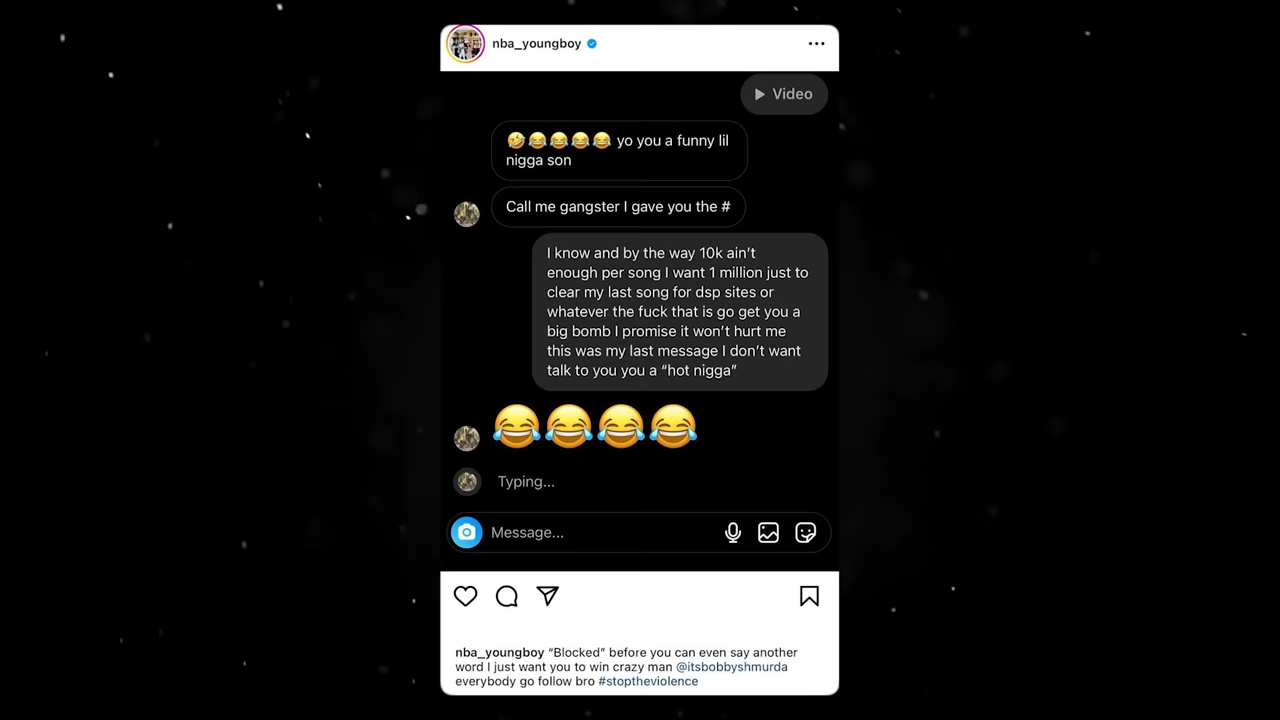 nba_youngboy
Video
🤣😂😂😂😂 yo you a funny lil
nigga son
Call me gangster I gave you the #
I know and by the way 10k ain’t
enough per song I want 1 million just to
clear my last song for dsp sites or
whatever the fuck that is go get you a
big bomb I promise it won’t hurt me
this was my last message I don’t want
talk to you you a “hot nigga”
😂😂😂😂
Typing...
Message...
nba_youngboy “Blocked” before you can even say another
word I just want you to win crazy man @itsbobbyshmurda
everybody go follow bro #stoptheviolence